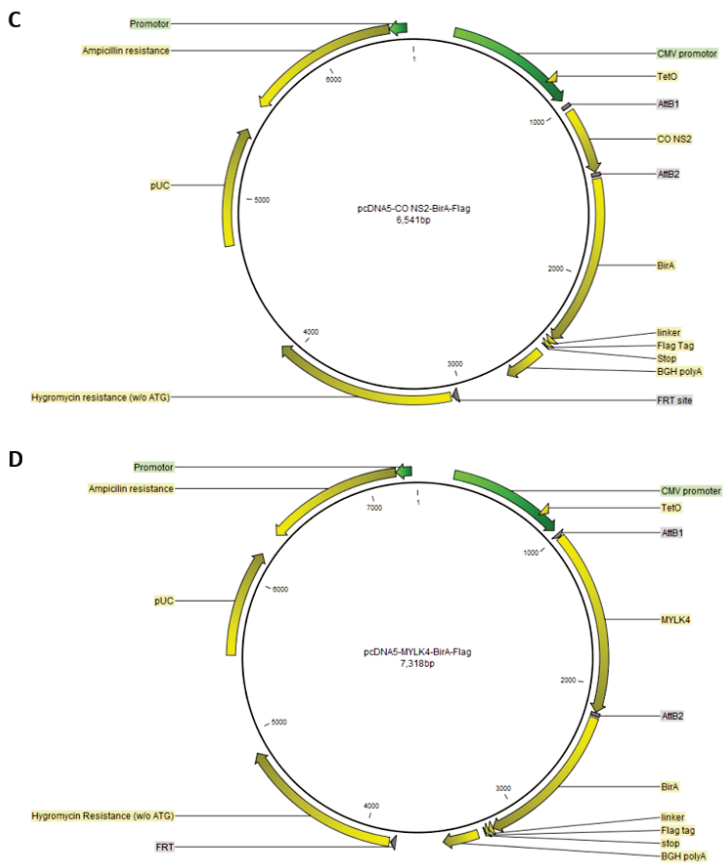 C
Promotor
Ampicillin resistance
CMV promotor
TetO
AttB1
CO NS2
AttB2
pUC
BirA
linker
Flag Tag
Stop
BGH polyA
Hygromycin resistance (w/o ATG)
FRT site
1
1000
2000
3000
4000
5000
6000
pcDNA5-CO NS2-BirA-Flag
6,541bp
D
Promotor
Ampicillin resistance
CMV promoter
TetO
AttB1
MYLK4
pUC
AttB2
BirA
linker
Flag tag
stop
BGH polyA
Hygromycin Resistance (w/o ATG)
FRT
1
1000
2000
3000
4000
5000
6000
7000
pcDNA5-MYLK4-BirA-Flag
7,318bp